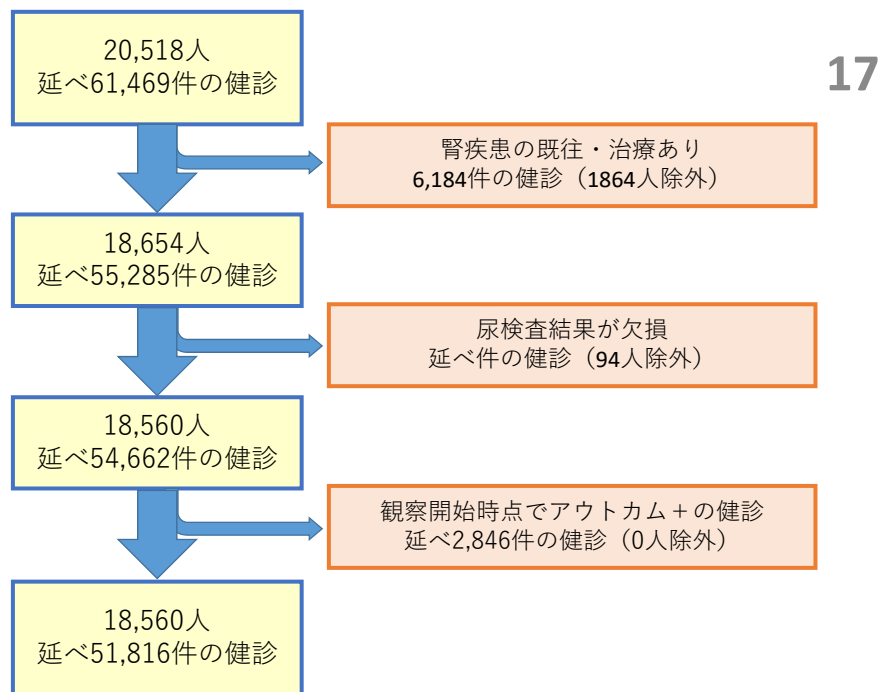 20,518人
延べ61,469件の健診
17
腎疾患の既往・治療あり
6,184件の健診（1864人除外）
18,654人
延べ55,285件の健診
尿検査結果が欠損
延べ件の健診（94人除外）
18,560人
延べ54,662件の健診
観察開始時点でアウトカム＋の健診
延べ2,846件の健診（0人除外）
18,560人
延べ51,816件の健診